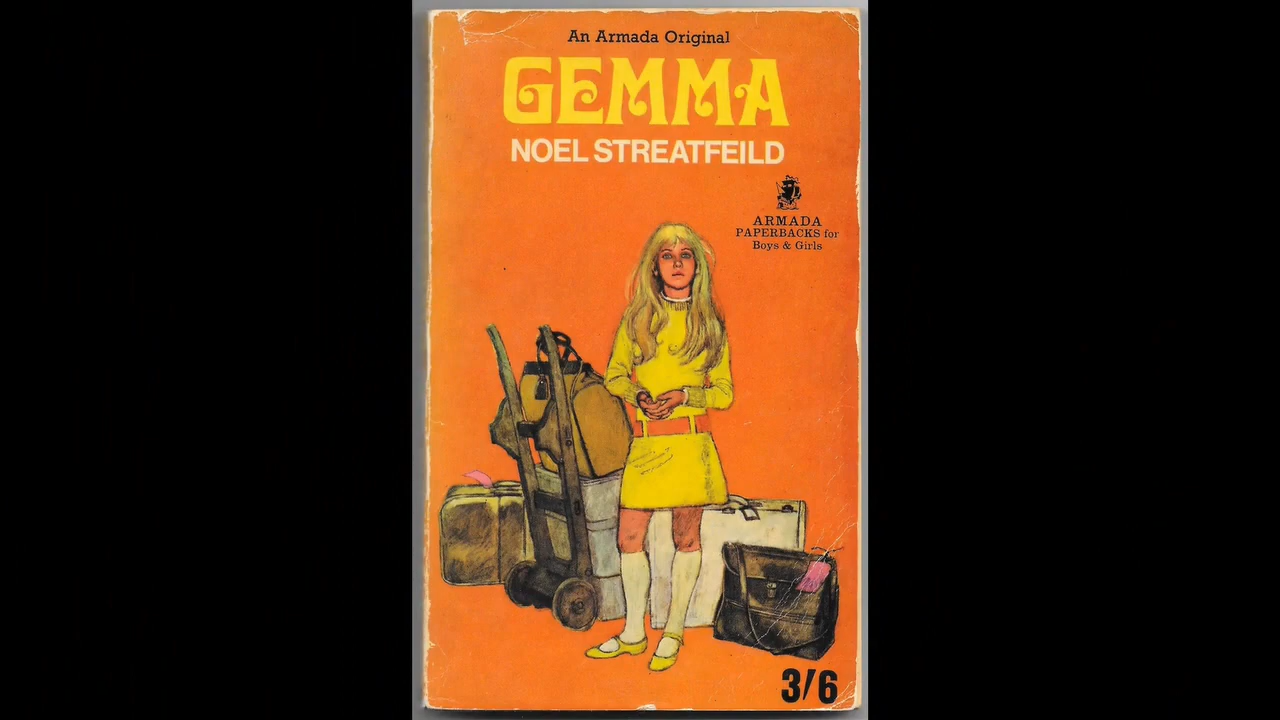 An Armada Original
GEMMA
NOEL STREATFEILD
ARMADA
PAPERBACKS for
Boys & Girls
3/6